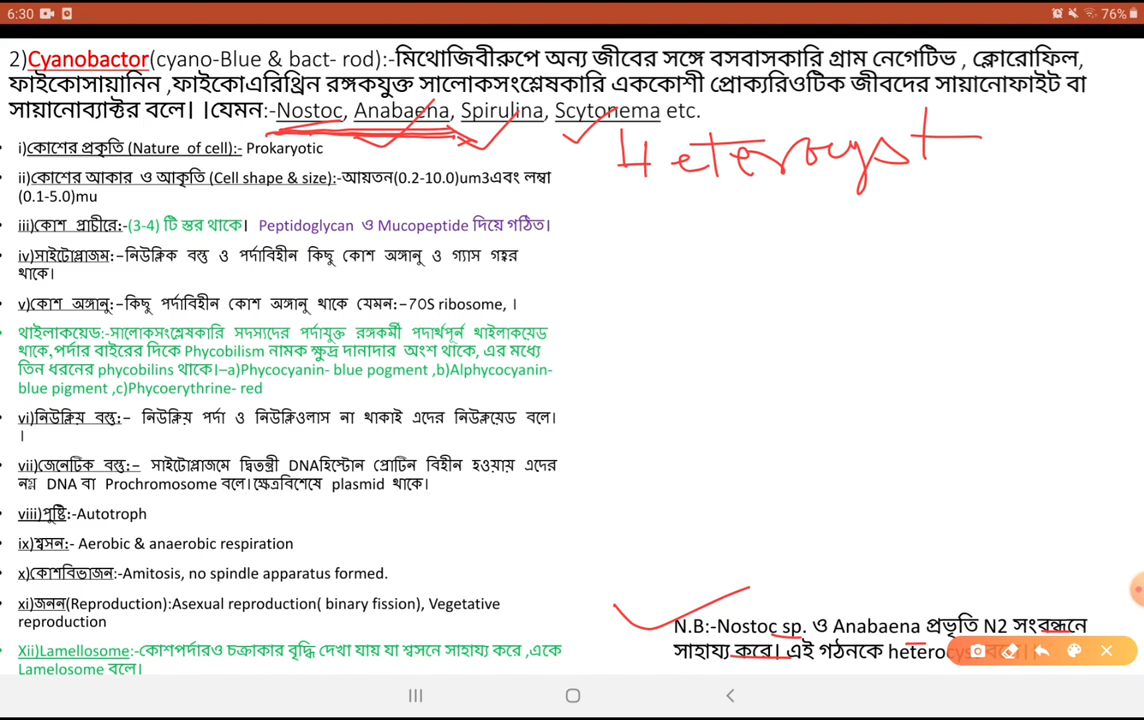 6:30
76%
2)Cyanobactor(cyano-Blue & bact- rod):-মিথোজিবীরুপে অন্য জীবের সঙ্গে বসবাসকারি গ্রাম নেগেটিভ , ক্লোরোফিল,
ফাইকোসায়ানিন ,ফাইকোএরিথ্রিন রঙ্গকযুক্ত সালোকসংশ্লেষকারি এককোশী প্রোক্যরিওটিক জীবদের সায়ানোফাইট বা
সায়ানোব্যাক্টর বলে। ।যেমন:-Nostoc, Anabaena, Spirulina, Scytonema etc.
Heterocyst
i)কোশের প্রকৃতি (Nature of cell):- Prokaryotic
ii)কোশের আকার ও আকৃতি (Cell shape & size):-আয়তন(0.2-10.0)um3এবং লম্বা
(0.1-5.0)mu
iii)কোশ প্রাচীরে:-(3-4) টি স্তর থাকে। Peptidoglycan ও Mucopeptide দিয়ে গঠিত।
iv)সাইটোপ্লাজম:-নিউক্লিক বস্তু ও পর্দাবিহীন কিছু কোশ অঙ্গানু ও গ্যাস গহ্বর
থাকে।
v)কোশ অঙ্গানু:-কিছু পর্দাবিহীন কোশ অঙ্গানু থাকে যেমন:-70S ribosome, ।
থাইলাকয়েড:-সালোকসংশ্লেষকারি সদস্যদের পর্দাযুক্ত রঙ্গকর্মী পদার্থপূর্ন থাইলাকয়েড
থাকে,পর্দার বাইরের দিকে Phycobilism নামক ক্ষুদ্র দানাদার অংশ থাকে, এর মধ্যে
তিন ধরনের phycobilins থাকে।-a)Phycocyanin- blue pogment ,b)Alphycocyanin-
blue pigment ,c)Phycoerythrine- red
vi)নিউক্লিয় বস্তু:- নিউক্লিয় পর্দা ও নিউক্লিওলাস না থাকাই এদের নিউক্লয়েড বলে।
।
vii)জেনেটিক বস্তু:- সাইটোপ্লাজমে দ্বিতন্ত্রী DNAহিস্টোন প্রোটিন বিহীন হওয়ায় এদের
নগ্ন DNA বা Prochromosome বলে।ক্ষেত্রবিশেষে plasmid থাকে।
viii)পুষ্টি:-Autotroph
ix)শ্বসন:- Aerobic & anaerobic respiration
x)কোশবিভাজন:-Amitosis, no spindle apparatus formed.
xi)জনন(Reproduction):Asexual reproduction( binary fission), Vegetative
reproduction
Xii)Lamellosome:-কোশপর্দারও চক্রাকার বৃদ্ধি দেখা যায় যা শ্বসনে সাহায্য করে ,একে
Lamelosome বলে।
N.B:-Nostoc sp. ও Anabaena প্রভৃতি N2 সংবন্ধনে
সাহায্য করে। এই গঠনকে